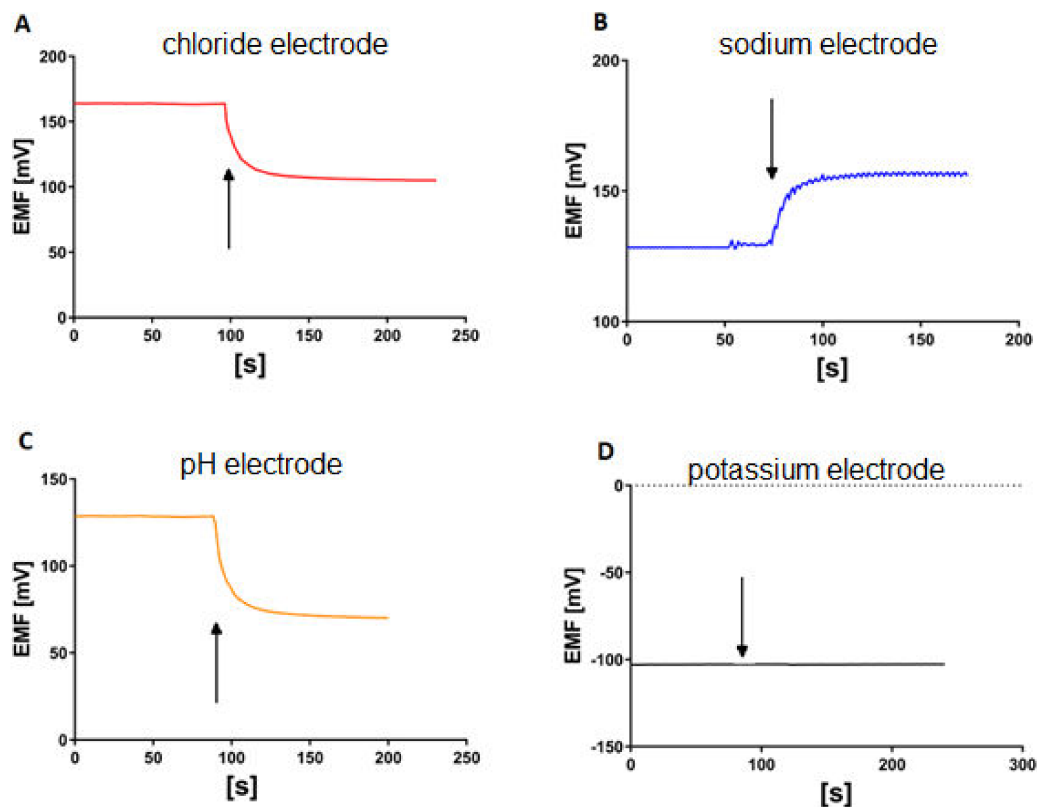 A
chloride electrode
200
150
100
50
0
EMF [mV]
0 50 100 150 200 250
[s]
B
sodium electrode
200
150
100
EMF [mV]
0 50 100 150 200
[s]
C
pH electrode
150
100
50
0
EMF [mV]
0 50 100 150 200 250
[s]
D
potassium electrode
0
-50
-100
-150
EMF [mV]
0 100 200 300
[s]